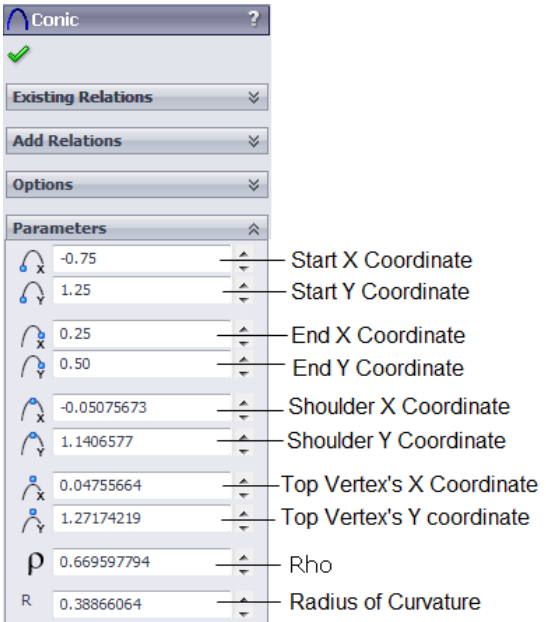 Conic ?
Existing Relations
Add Relations
Options
Parameters
X -0.75 Start X Coordinate
Y 1.25 Start Y Coordinate
X 0.25 End X Coordinate
Y 0.50 End Y Coordinate
X -0.05075673 Shoulder X Coordinate
Y 1.1406577 Shoulder Y Coordinate
X 0.04755664 Top Vertex's X Coordinate
Y 1.27174219 Top Vertex's Y coordinate
ρ 0.669597794 Rho
R 0.38866064 Radius of Curvature